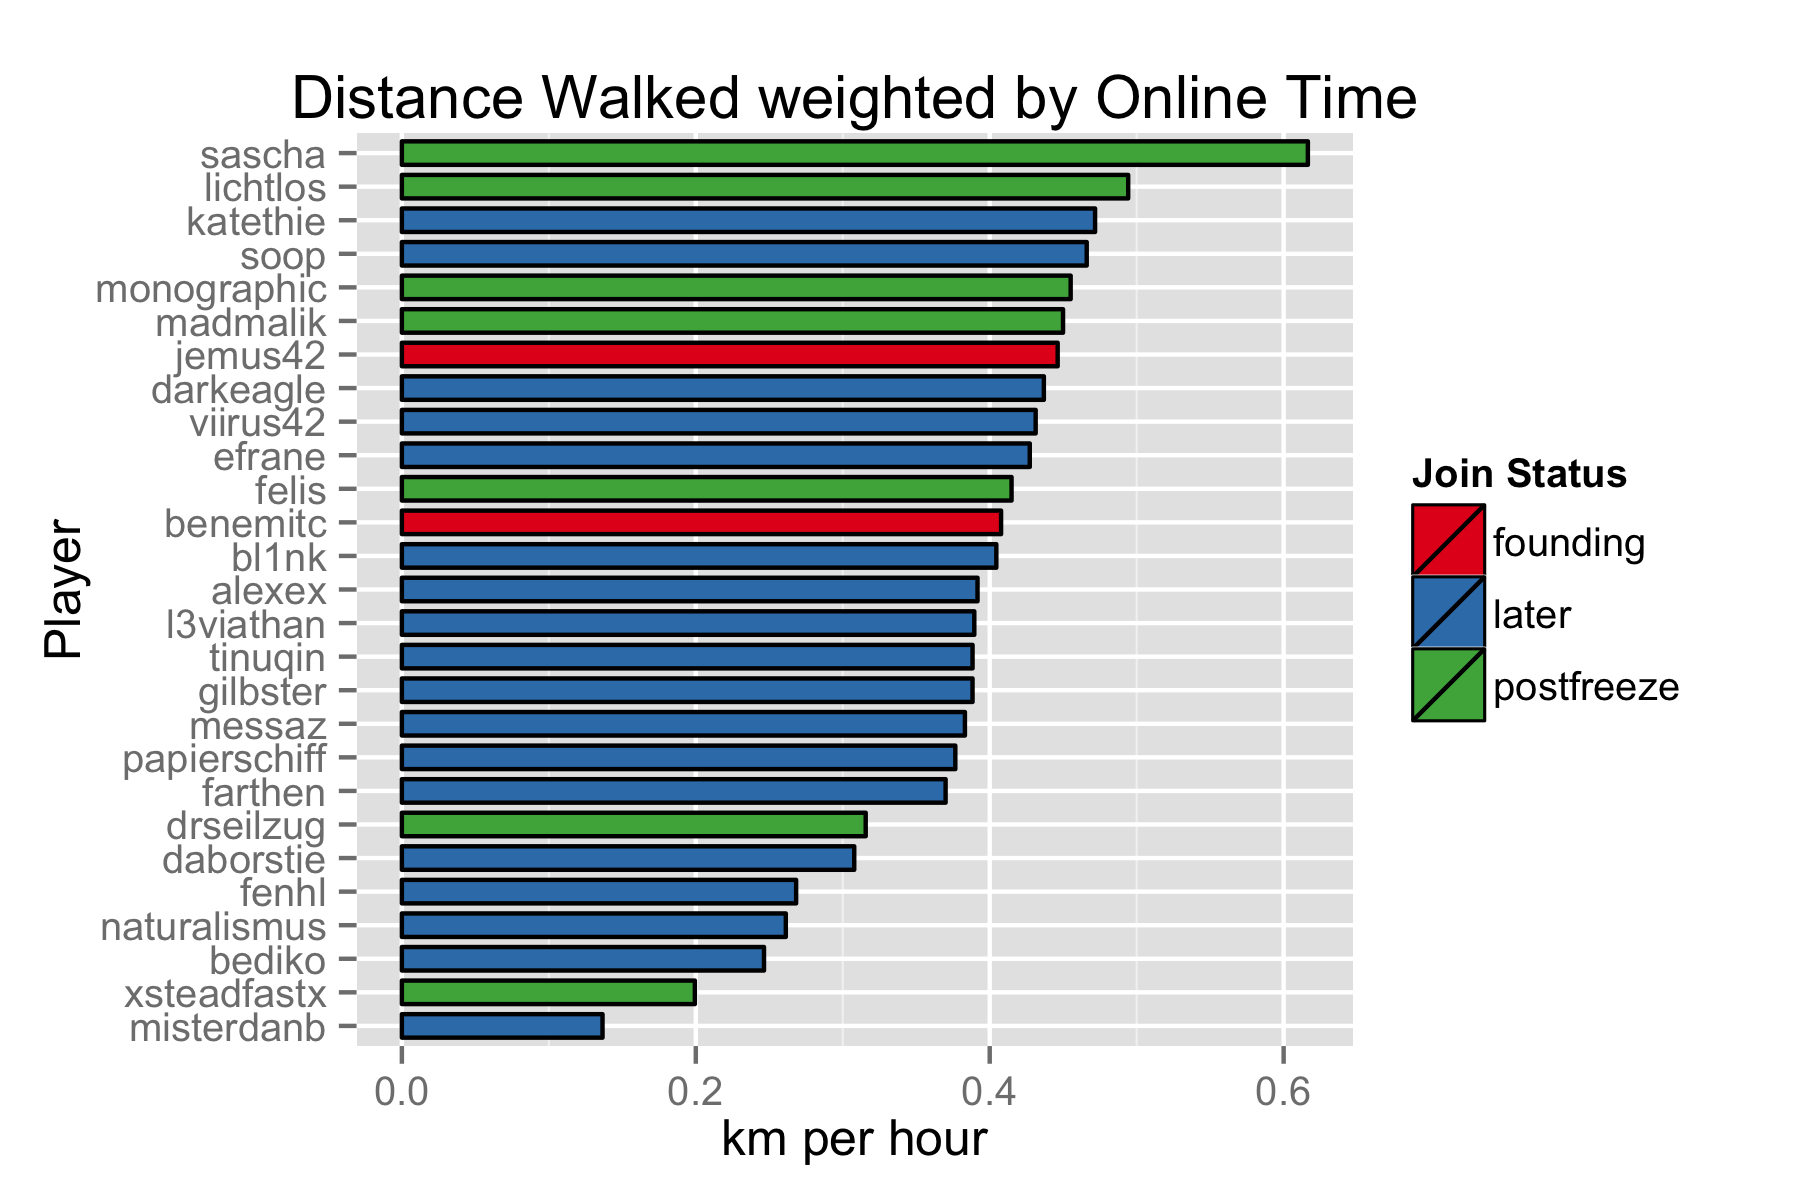 Distance Walked weighted by Online Time
sascha
lichtlos
katethie
soop
monographic
madmalik
jemus42
darkeagle
viirus42
efrane
felis
benemitc
bl1nk
alexex
l3viathan
tinuqin
gilbster
messaz
papierschiff
farthen
drseilzug
daborstie
fenhl
naturalismus
bediko
xsteadfastx
misterdanb
Player
0.0 0.2 0.4 0.6
km per hour
Join Status
founding
later
postfreeze